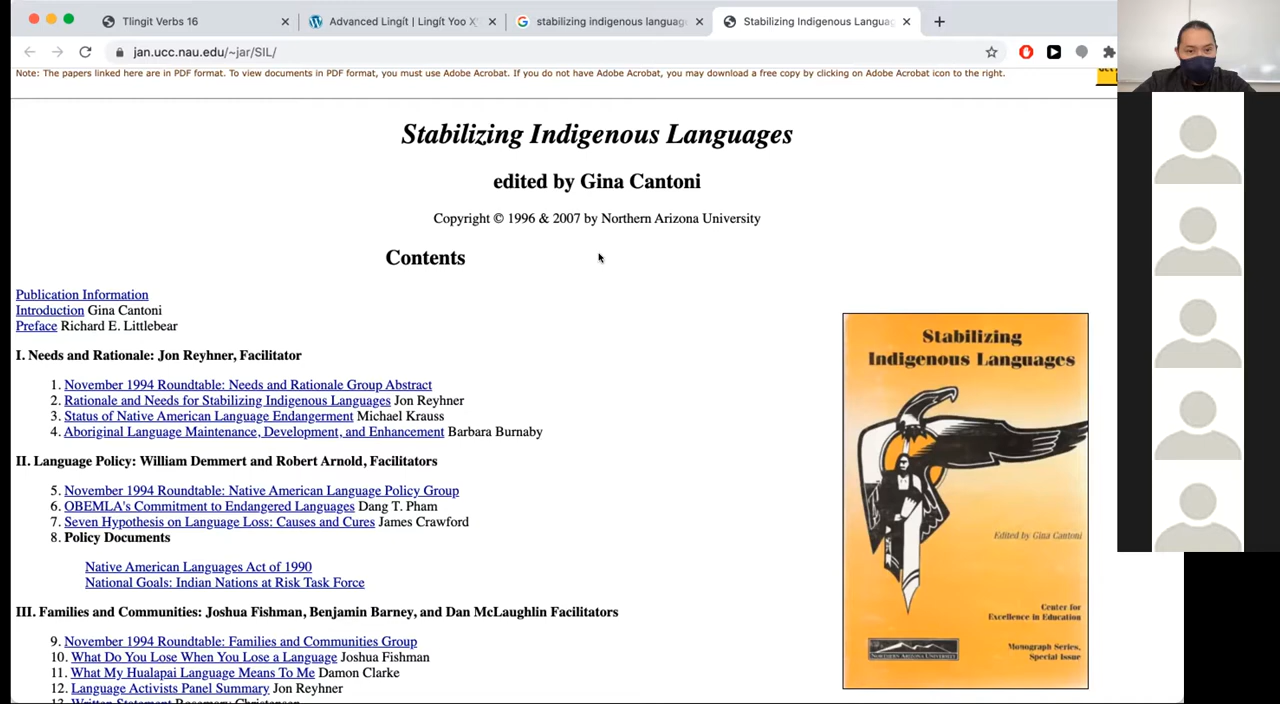 Tlingit Verbs 16
Advanced Lingít | Lingít Yoo X̱
stabilizing indigenous language
Stabilizing Indigenous Langua
jan.ucc.nau.edu/~jar/SIL/
Note: The papers linked here are in PDF format. To view documents in PDF format, you must use Adobe Acrobat. If you do not have Adobe Acrobat, you may download a free copy by clicking on Adobe Acrobat icon to the right.
Stabilizing Indigenous Languages
edited by Gina Cantoni
Copyright © 1996 & 2007 by Northern Arizona University
Contents
Publication Information
Introduction Gina Cantoni
Preface Richard E. Littlebear
I. Needs and Rationale: Jon Reyhner, Facilitator
1. November 1994 Roundtable: Needs and Rationale Group Abstract
2. Rationale and Needs for Stabilizing Indigenous Languages Jon Reyhner
3. Status of Native American Language Endangerment Michael Krauss
4. Aboriginal Language Maintenance, Development, and Enhancement Barbara Burnaby
II. Language Policy: William Demmert and Robert Arnold, Facilitators
5. November 1994 Roundtable: Native American Language Policy Group
6. OBEMLA's Commitment to Endangered Languages Dang T. Pham
7. Seven Hypothesis on Language Loss: Causes and Cures James Crawford
8. Policy Documents
Native American Languages Act of 1990
National Goals: Indian Nations at Risk Task Force
III. Families and Communities: Joshua Fishman, Benjamin Barney, and Dan McLaughlin Facilitators
9. November 1994 Roundtable: Families and Communities Group
10. What Do You Lose When You Lose a Language Joshua Fishman
11. What My Hualapai Language Means To Me Damon Clarke
12. Language Activists Panel Summary Jon Reyhner
13. Written Statement Rosemary Christensen
Stabilizing
Indigenous Languages
Edited by Gina Cantoni
Center for
Excellence in Education
Monograph Series,
Special Issue
NORTHERN ARIZONA UNIVERSITY